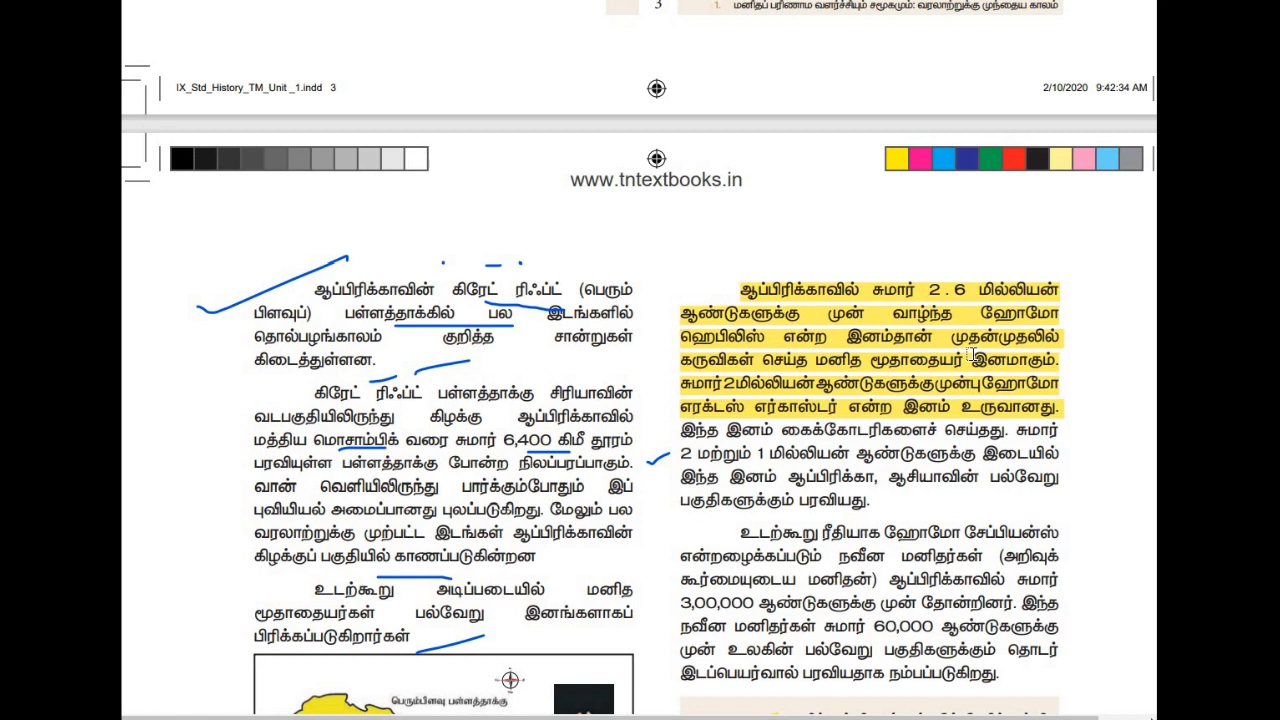 3
1. மனிதப் பரிணாம வளர்ச்சியும் சமூகமும்: வரலாற்றுக்கு முந்தைய காலம்
IX_Std_History_TM_Unit _1.indd 3
2/10/2020 9:42:34 AM
www.tntextbooks.in
ஆப்பிரிக்காவின் கிரேட் ரிஃப்ட் (பெரும்
பிளவுப்) பள்ளத்தாக்கில் பல இடங்களில்
தொல்பழங்காலம் குறித்த சான்றுகள்
கிடைத்துள்ளன.
கிரேட் ரிஃப்ட் பள்ளத்தாக்கு சிரியாவின்
வடபகுதியிலிருந்து கிழக்கு ஆப்பிரிக்காவில்
மத்திய மொசாம்பிக் வரை சுமார் 6,400 கிமீ தூரம்
பரவியுள்ள பள்ளத்தாக்கு போன்ற நிலப்பரப்பாகும்.
வான் வெளியிலிருந்து பார்க்கும்போதும் இப்
புவியியல் அமைப்பானது புலப்படுகிறது. மேலும் பல
வரலாற்றுக்கு முற்பட்ட இடங்கள் ஆப்பிரிக்காவின்
கிழக்குப் பகுதியில் காணப்படுகின்றன
உடற்கூறு அடிப்படையில் மனித
மூதாதையர்கள் பல்வேறு இனங்களாகப்
பிரிக்கப்படுகிறார்கள்
பெரும்பிளவு பள்ளத்தாக்கு
ஆப்பிரிக்காவில் சுமார் 2.6 மில்லியன்
ஆண்டுகளுக்கு முன் வாழ்ந்த ஹோமோ
ஹெபிலிஸ் என்ற இனம்தான் முதன்முதலில்
கருவிகள் செய்த மனித மூதாதையர் இனமாகும்.
சுமார் 2 மில்லியன் ஆண்டுகளுக்கு முன்பு ஹோமோ
எரக்டஸ் எர்காஸ்டர் என்ற இனம் உருவானது.
இந்த இனம் கைக்கோடரிகளைச் செய்தது. சுமார்
2 மற்றும் 1 மில்லியன் ஆண்டுகளுக்கு இடையில்
இந்த இனம் ஆப்பிரிக்கா, ஆசியாவின் பல்வேறு
பகுதிகளுக்கும் பரவியது.
உடற்கூறு ரீதியாக ஹோமோ சேப்பியன்ஸ்
என்றழைக்கப்படும் நவீன மனிதர்கள் (அறிவுக்
கூர்மையுடைய மனிதன்) ஆப்பிரிக்காவில் சுமார்
3,00,000 ஆண்டுகளுக்கு முன் தோன்றினர். இந்த
நவீன மனிதர்கள் சுமார் 60,000 ஆண்டுகளுக்கு
முன் உலகின் பல்வேறு பகுதிகளுக்கும் தொடர்
இடப்பெயர்வால் பரவியதாக நம்பப்படுகிறது.